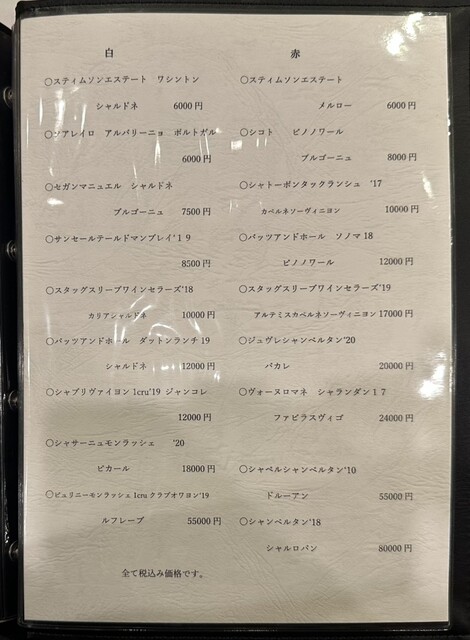 白
○スティムソンエステート ワシントン
シャルドネ 6000円
○ソアレイロ アルバリーニョ ポルトガル
6000円
○セガンマニュエル シャルドネ
ブルゴーニュ 7500円
○サンセールテールドマンブレイ'19
8500円
○スタッグスリープワインセラーズ'18
カリアシャルドネ 10000円
○パッツアンドホール ダットンランチ19
シャルドネ 12000円
○シャブリヴァイヨン1cru'19 ジャンコレ
12000円
○シャサーニュモンラッシェ '20
ピカール 18000円
○ピュリニーモンラッシェ1cruクラブオワヨン'19
ルフレーブ 55000円
赤
○スティムソンエステート
メルロー 6000円
○シコト ピノノワール
ブルゴーニュ 8000円
○シャトーボンタックランシュ '17
カベルネソーヴィニヨン 10000円
○パッツアンドホール ソノマ18
ピノノワール 12000円
○スタッグスリープワインセラーズ'19
アルテミスカベルネソーヴィニヨン17000円
○ジュヴレシャンベルタン'20
パカレ 20000円
○ヴォーヌロマネ シャランダン17
ファビラスヴィゴ 24000円
○シャペルシャンベルタン'10
ドルーアン 55000円
○シャンベルタン'18
シャルロパン 80000円
全て税込み価格です。